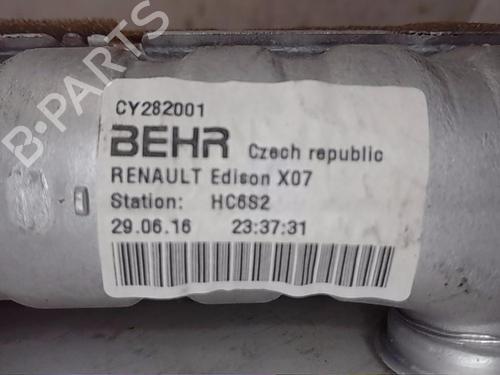 CY282001
BEHR Czech republic
RENAULT Edison X07
Station: HC6S2
29.06.16 23:37:31
B-PARTS